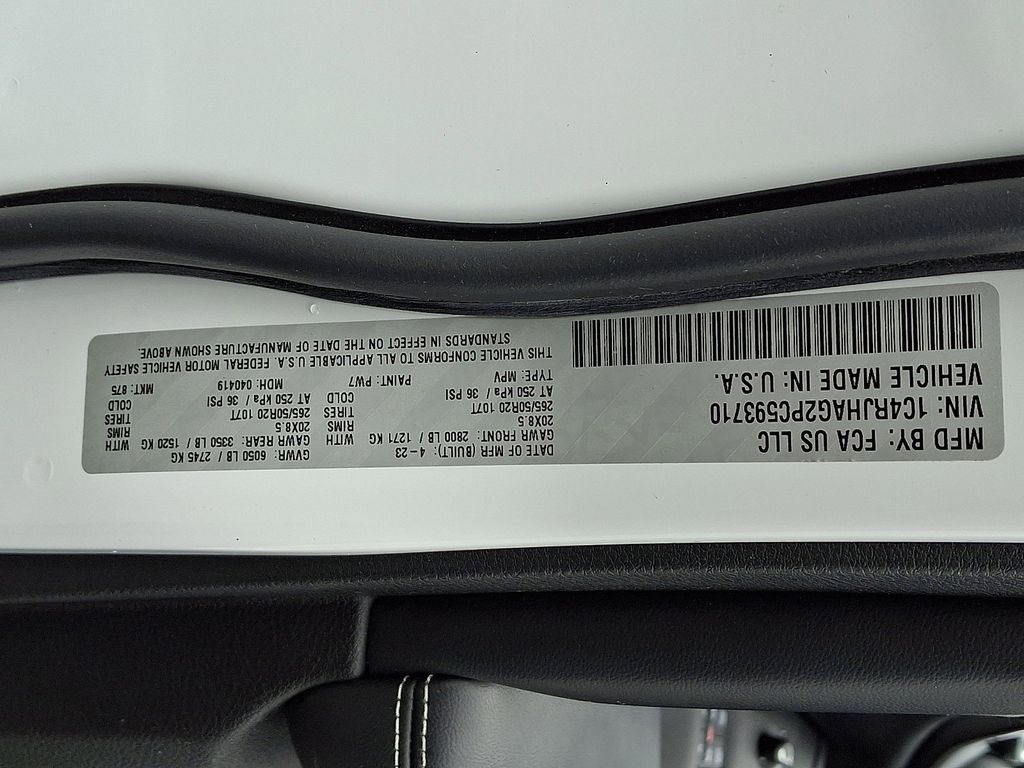 MFD BY: FCA US LLC
VIN: 1C4RJHAG2PC593710
VEHICLE MADE IN: U.S.A.
DATE OF MFR (BUILT): 4-23
GVWR: 6050 LB / 2745 KG
GAWR FRONT: 2800 LB / 1271 KG
WITH
GAWR REAR: 3350 LB / 1520 KG
WITH
20X8.5
RIMS
20X8.5
RIMS
265/50R20 107T
TIRES
265/50R20 107T
TIRES
AT 250 kPa / 36 PSI
COLD
AT 250 kPa / 36 PSI
COLD
TYPE: MPV
PAINT: PW7
MDH: 040419
MKT: 875
THIS VEHICLE CONFORMS TO ALL APPLICABLE U.S.A. FEDERAL MOTOR VEHICLE SAFETY
STANDARDS IN EFFECT ON THE DATE OF MANUFACTURE SHOWN ABOVE.